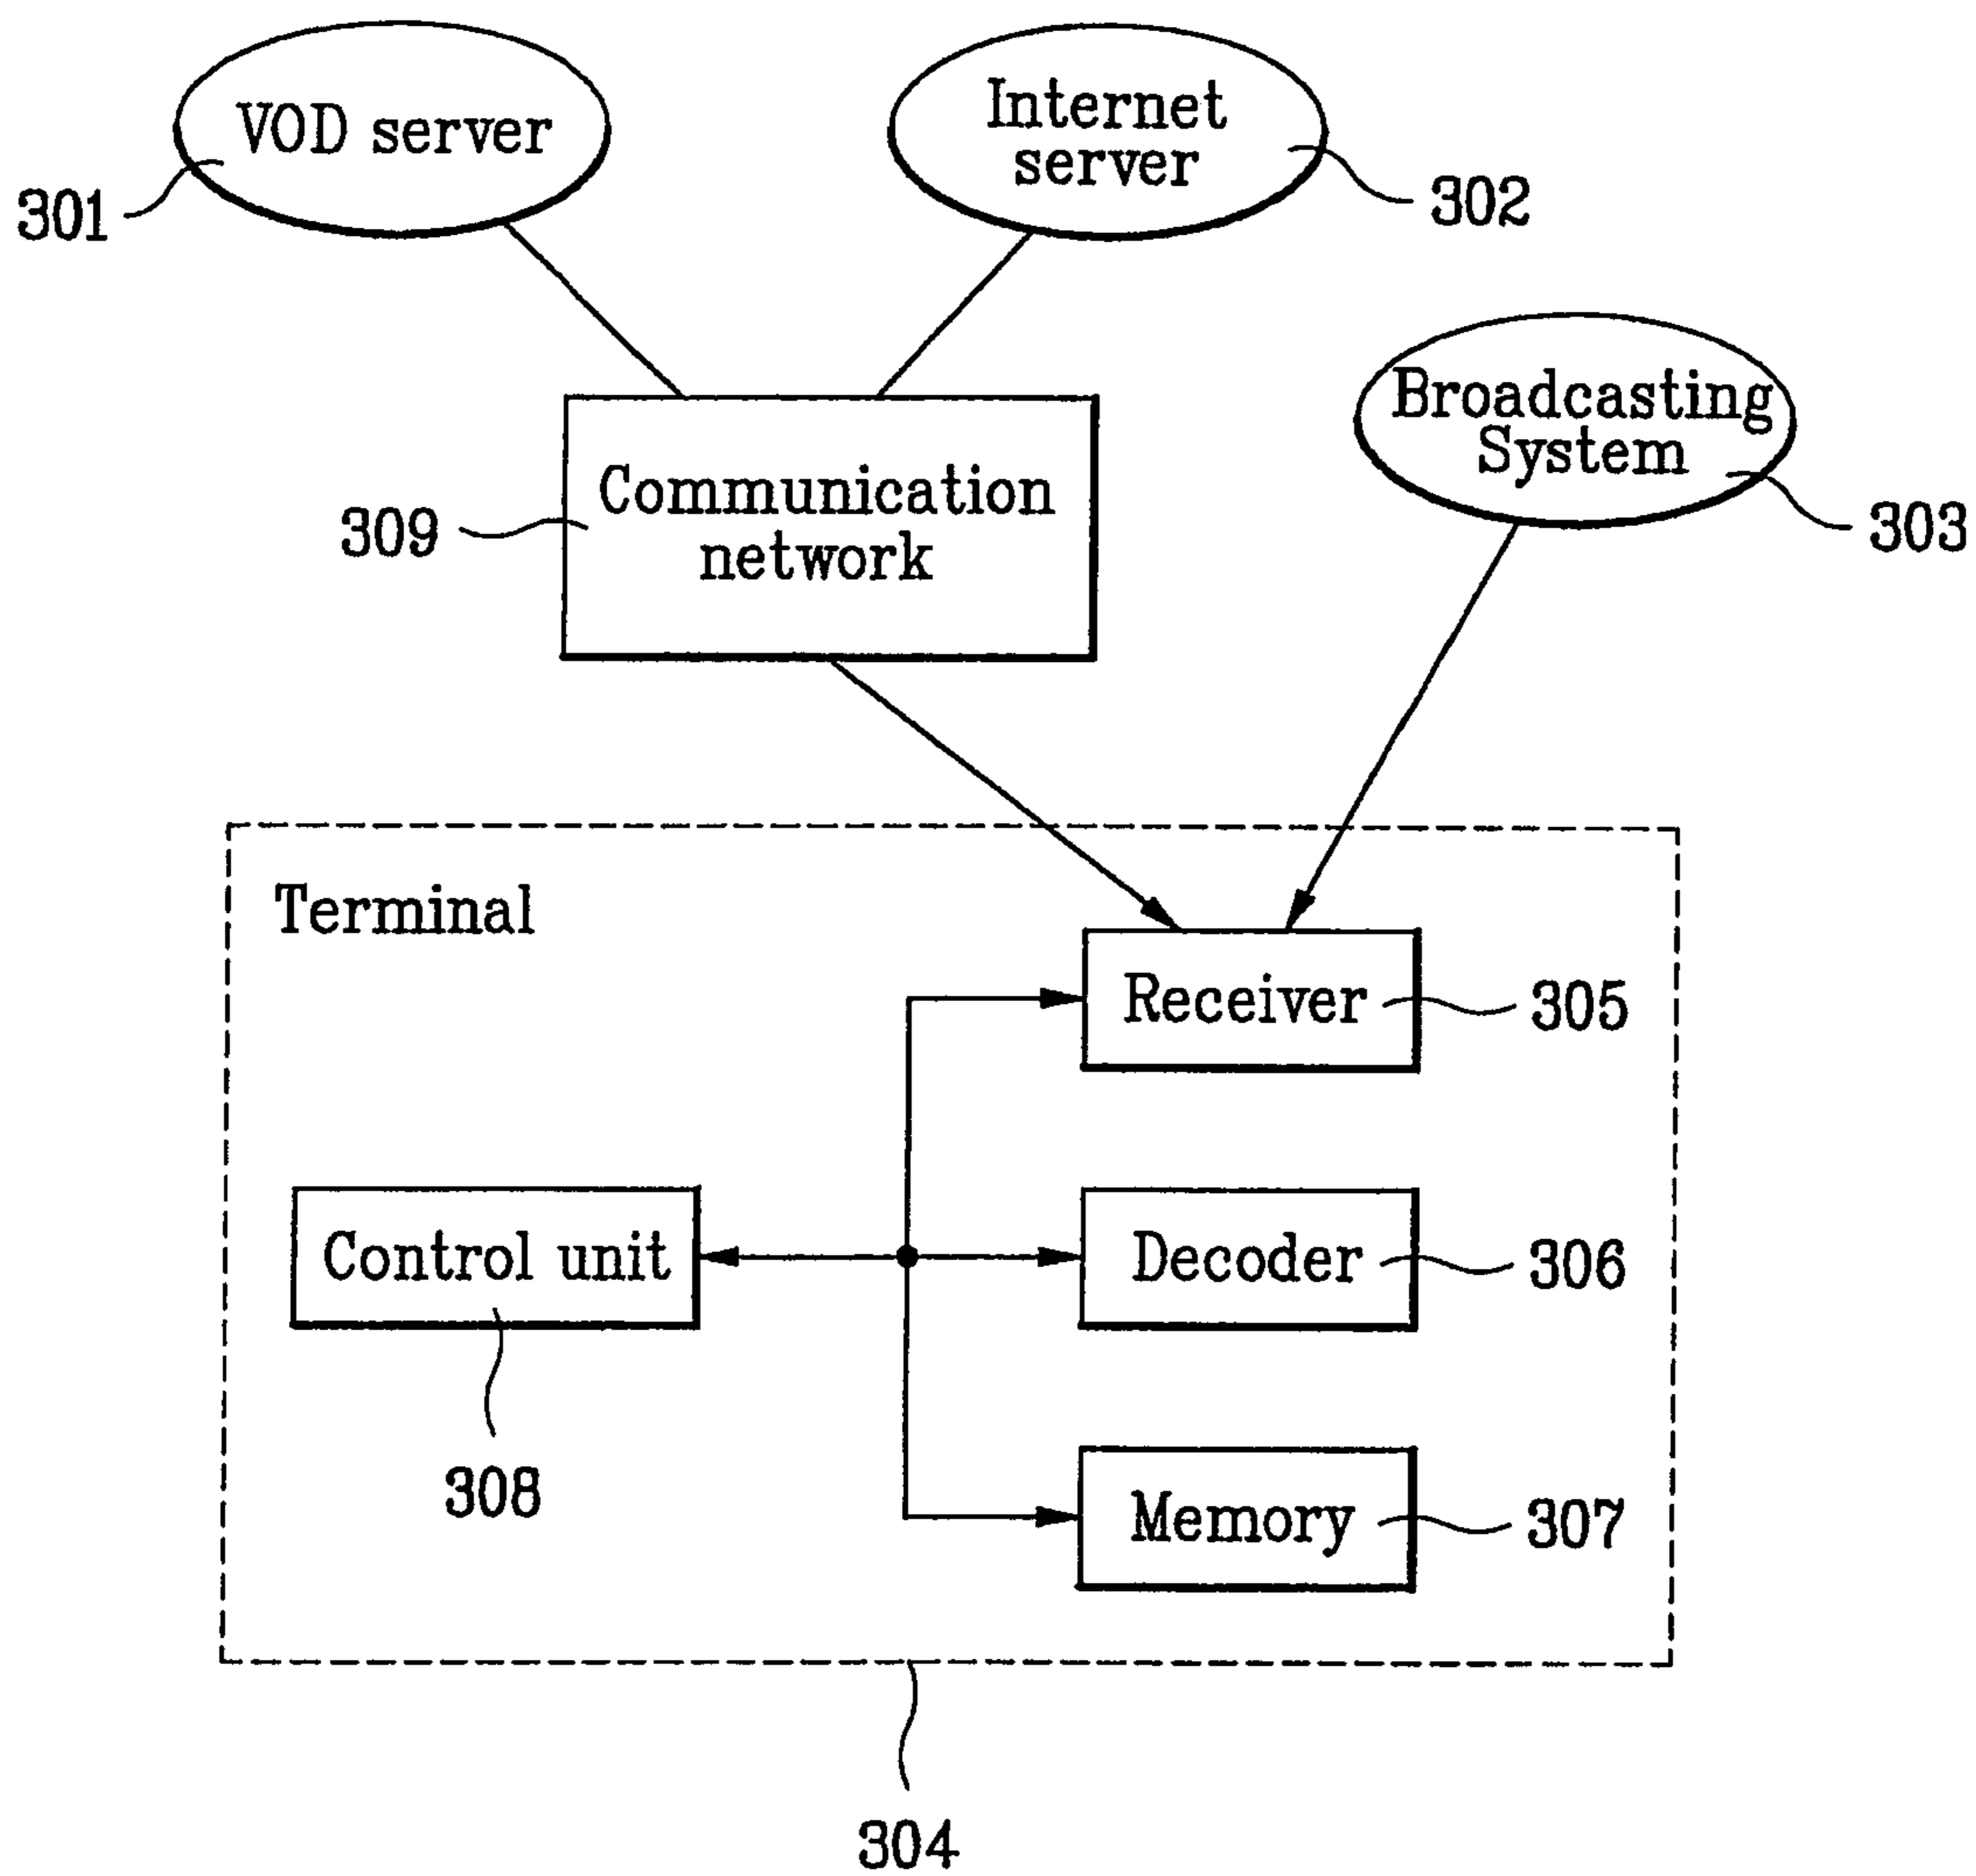 VOD server
301
Internet
server
302
Broadcasting
System
303
Communication
network
309
Terminal
Receiver
305
Control unit
308
Decoder
306
Memory
307
304